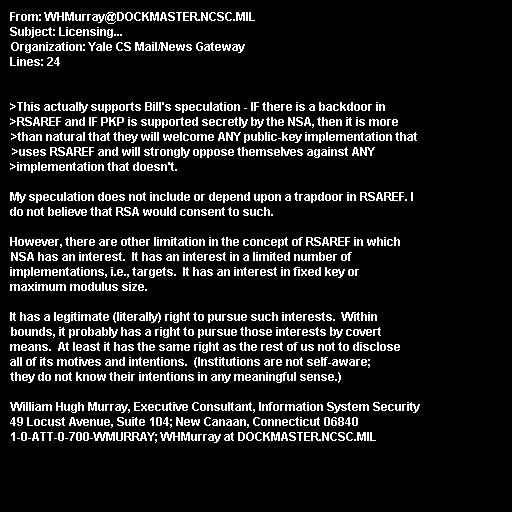 From: WHMurray@DOCKMASTER.NCSC.MIL
Subject: Licensing...
Organization: Yale CS Mail/News Gateway
Lines: 24
>This actually supports Bill's speculation - IF there is a backdoor in
>RSAREF and IF PKP is supported secretly by the NSA, then it is more
>than natural that they will welcome ANY public-key implementation that
>uses RSAREF and will strongly oppose themselves against ANY
>implementation that doesn't.
My speculation does not include or depend upon a trapdoor in RSAREF. I
do not believe that RSA would consent to such.
However, there are other limitation in the concept of RSAREF in which
NSA has an interest.  It has an interest in a limited number of
implementations, i.e., targets.  It has an interest in fixed key or
maximum modulus size.
It has a legitimate (literally) right to pursue such interests.  Within
bounds, it probably has a right to pursue those interests by covert
means.  At least it has the same right as the rest of us not to disclose
all of its motives and intentions.  (Institutions are not self-aware;
they do not know their intentions in any meaningful sense.)
William Hugh Murray, Executive Consultant, Information System Security
49 Locust Avenue, Suite 104; New Canaan, Connecticut 06840
1-0-ATT-0-700-WMURRAY; WHMurray at DOCKMASTER.NCSC.MIL